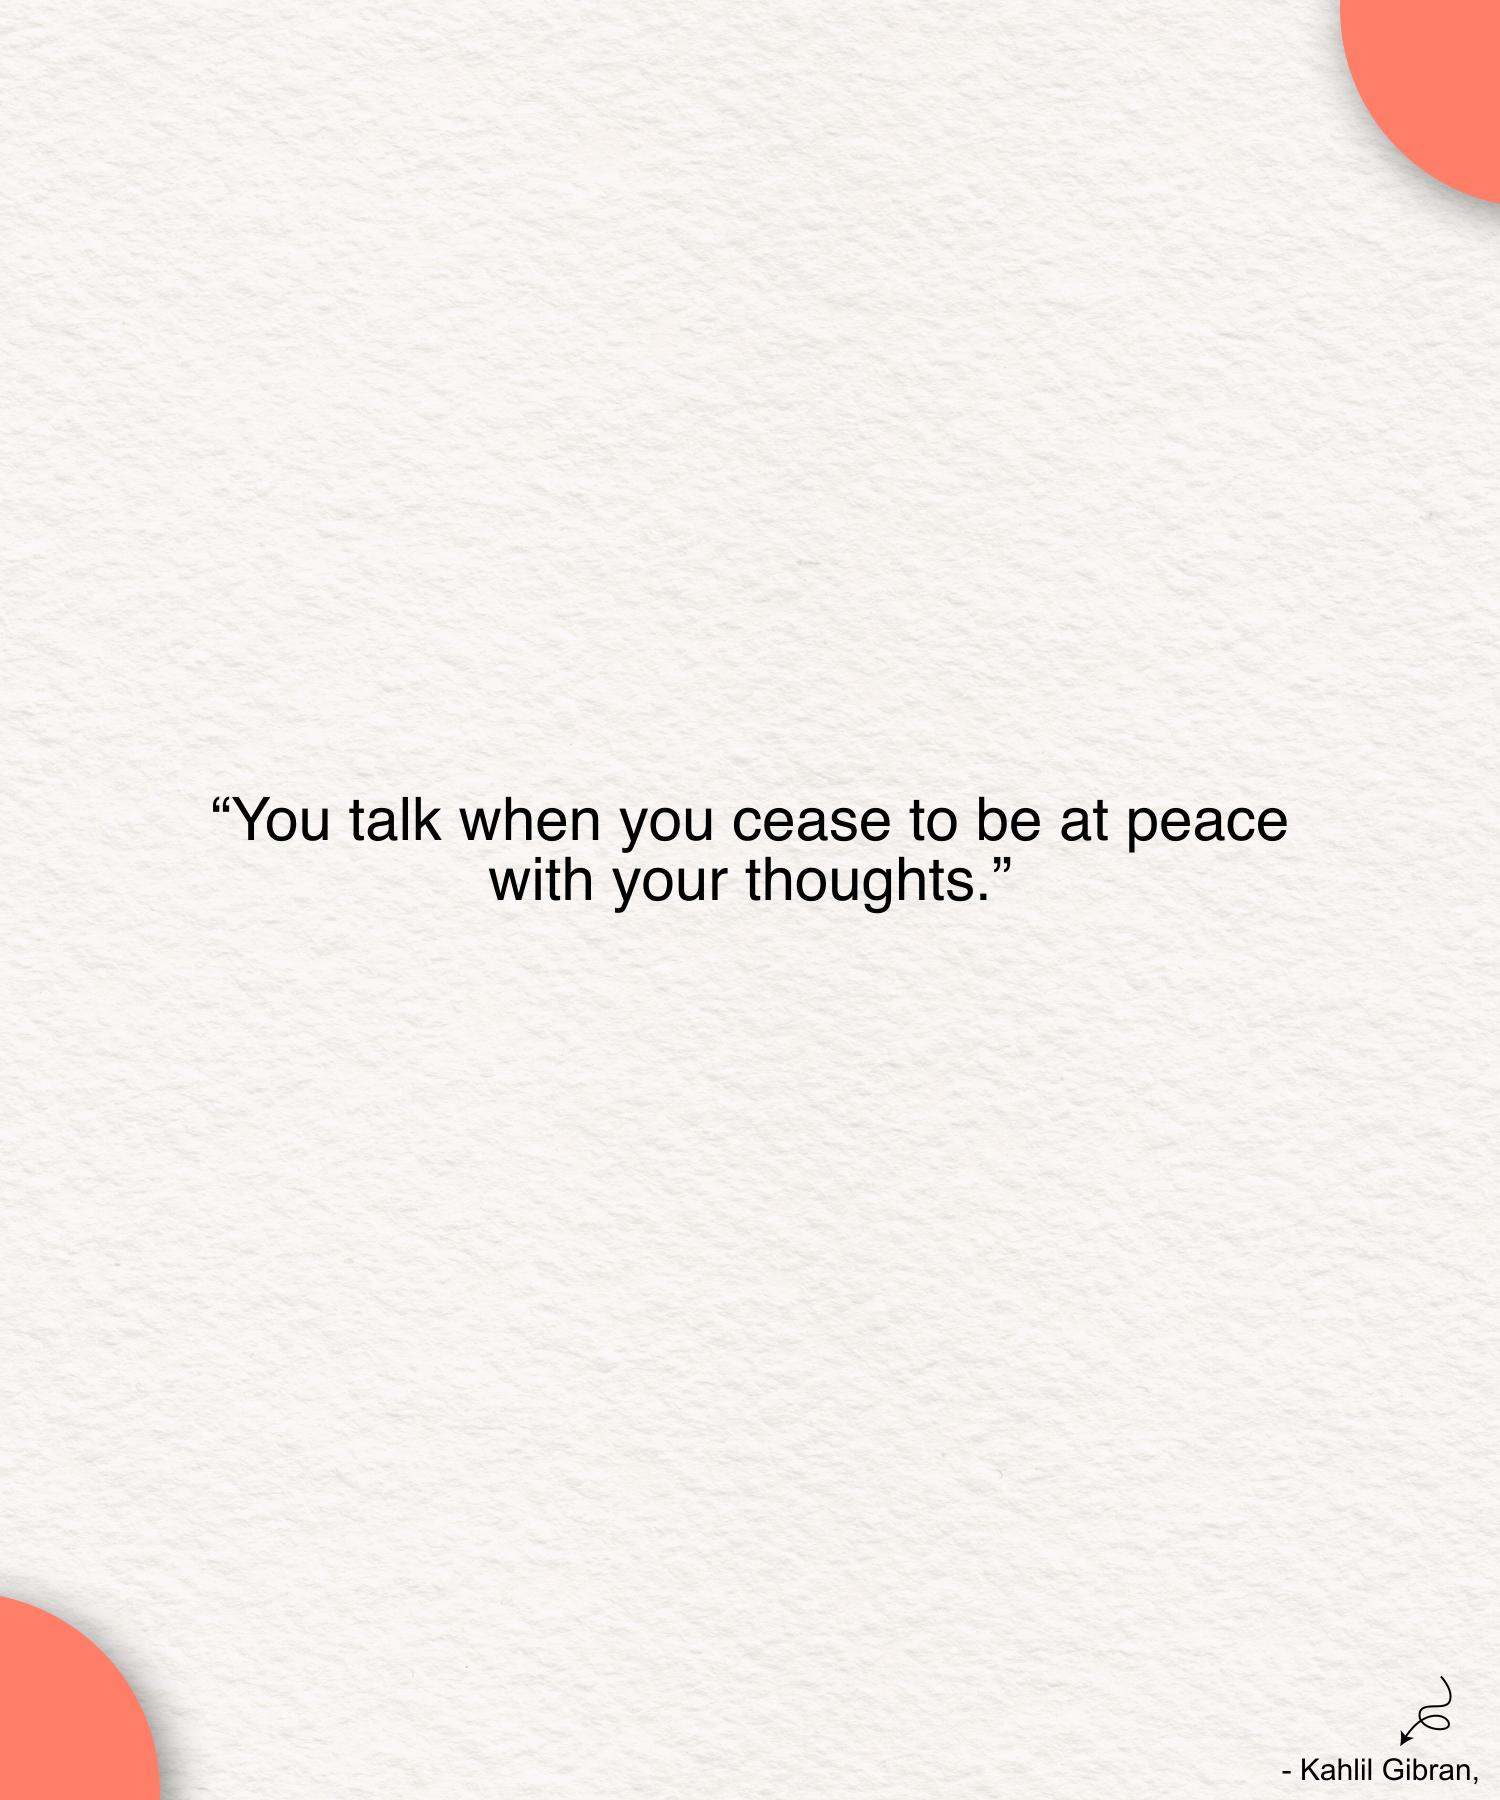 “You talk when you cease to be at peace
with your thoughts.”
- Kahlil Gibran,